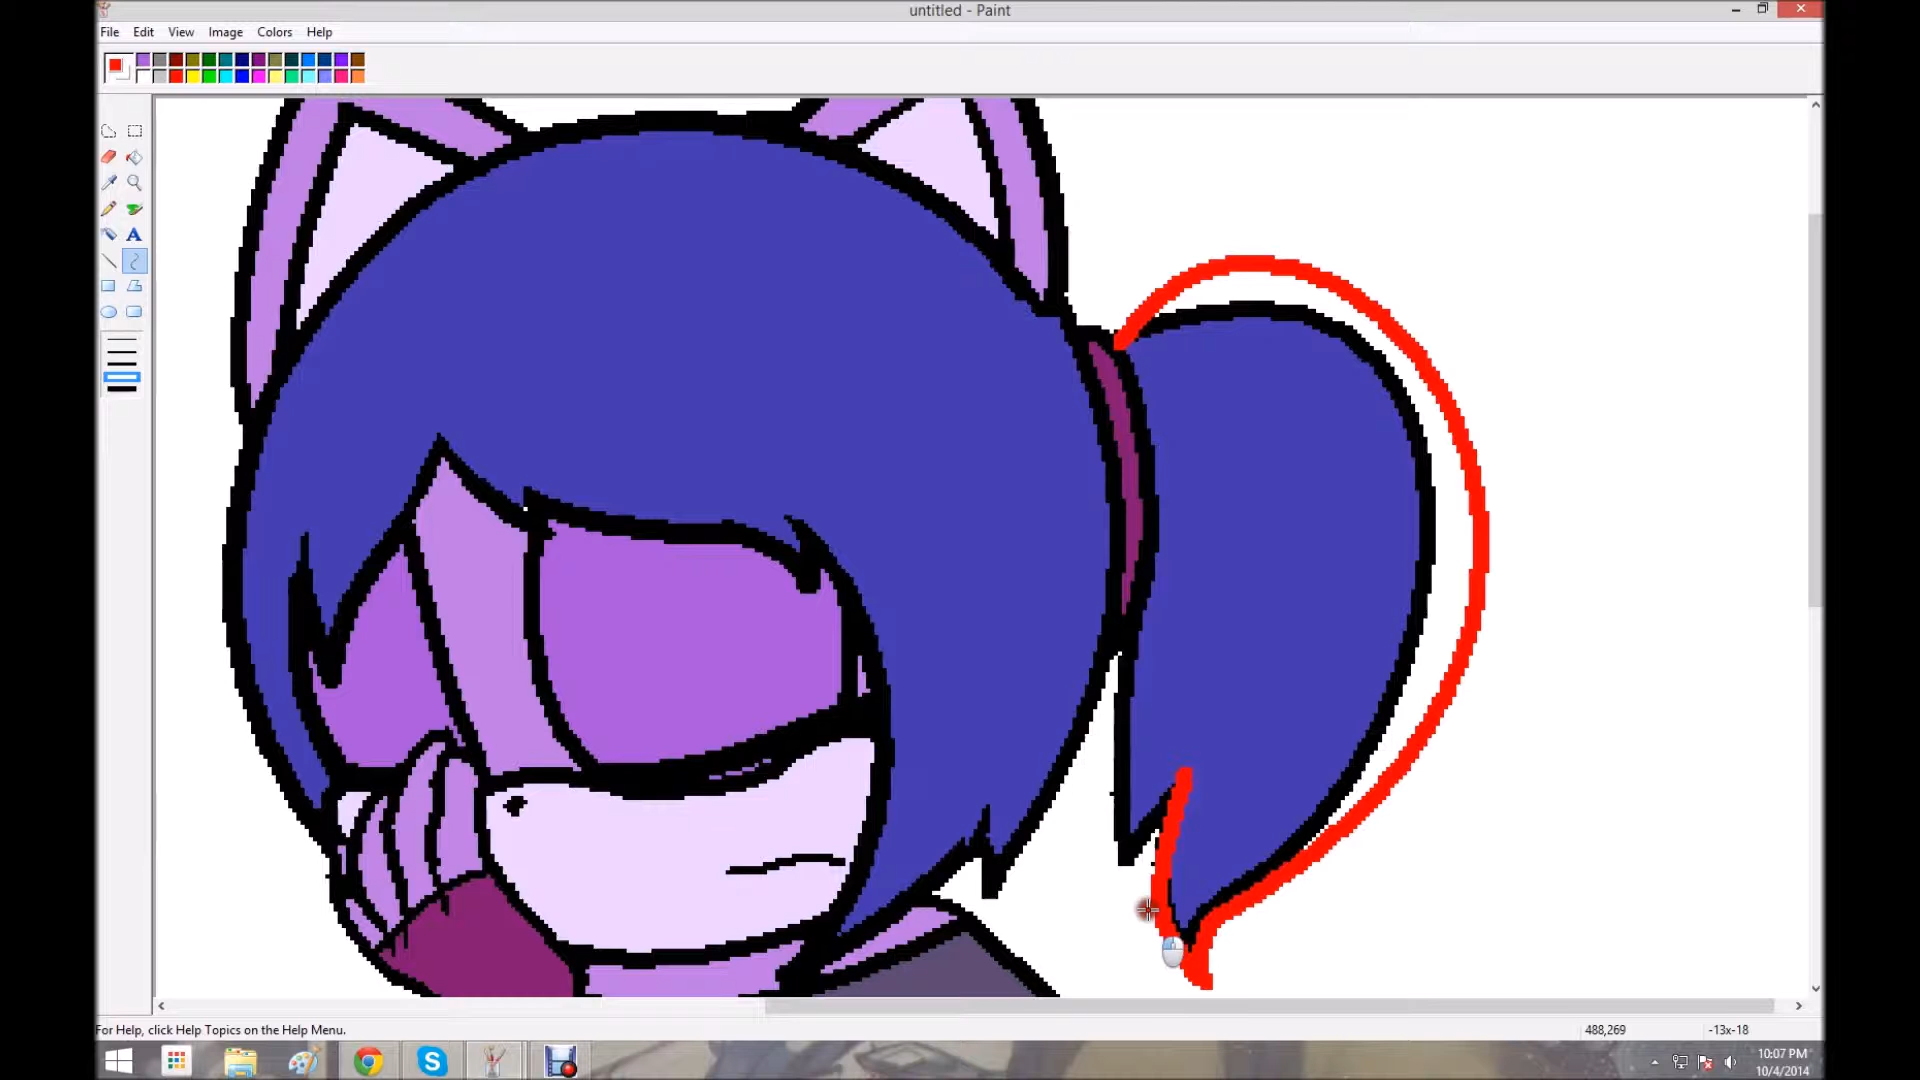 untitled - Paint
File Edit View Image Colors Help
A
For Help, click Help Topics on the Help Menu.
488,269
-13x-18
10:07 PM
10/4/2014